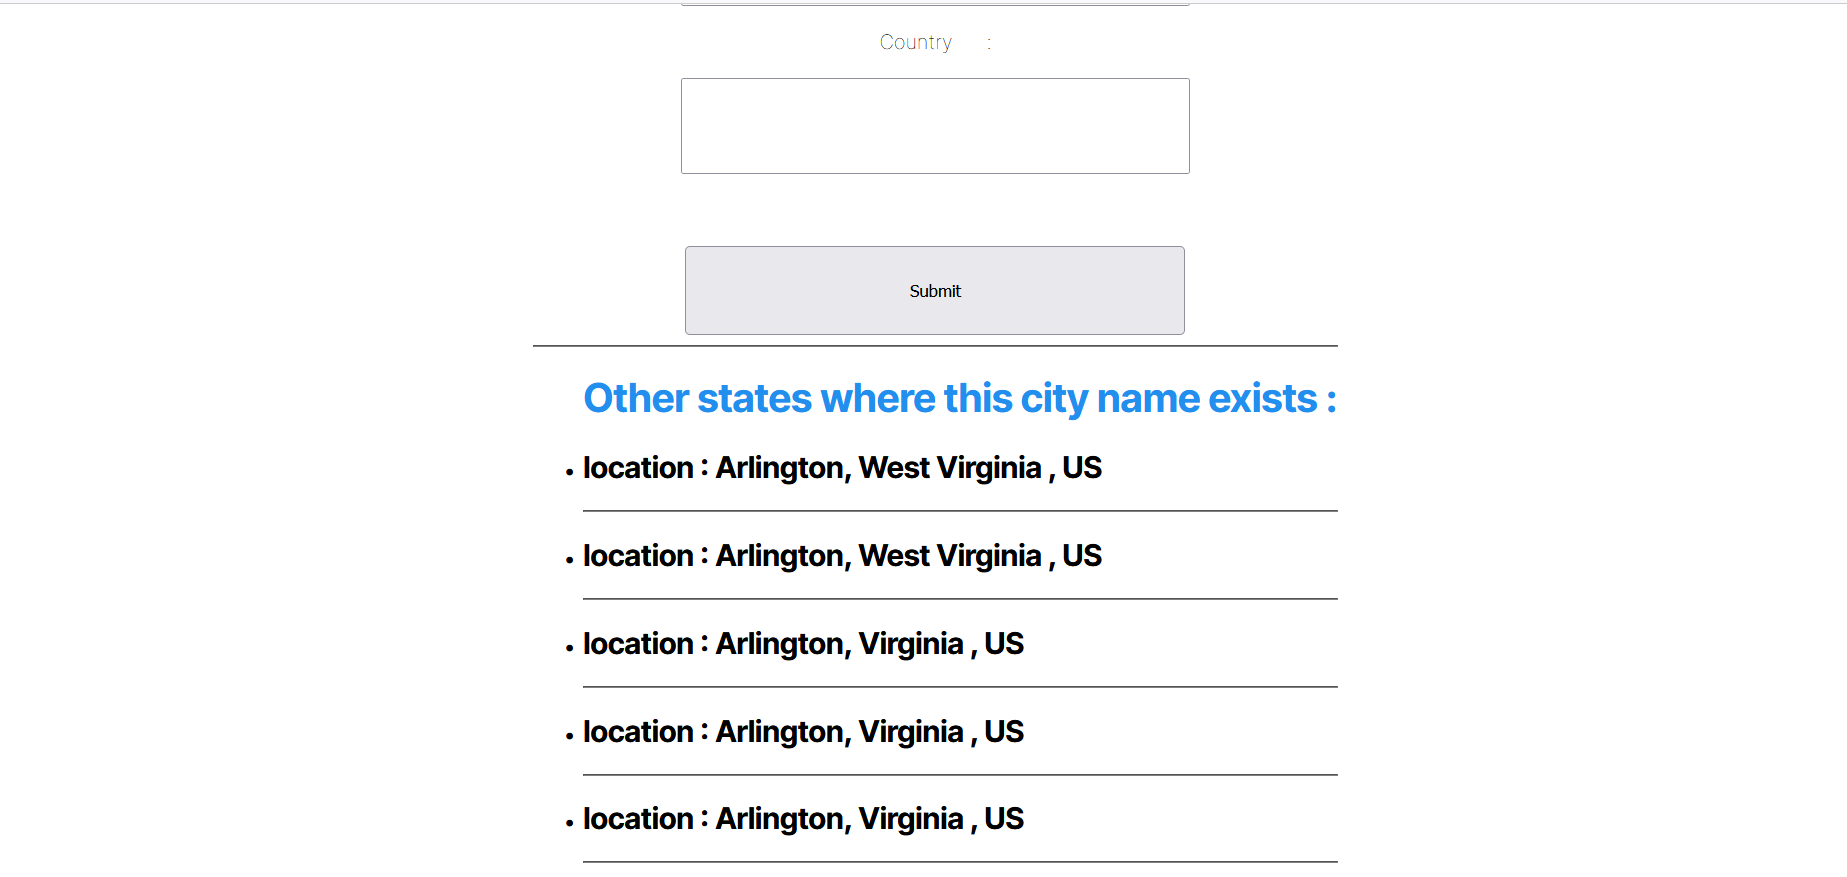 Country :
Submit
Other states where this city name exists :
location : Arlington, West Virginia , US
location : Arlington, West Virginia , US
location : Arlington, Virginia , US
location : Arlington, Virginia , US
location : Arlington, Virginia , US